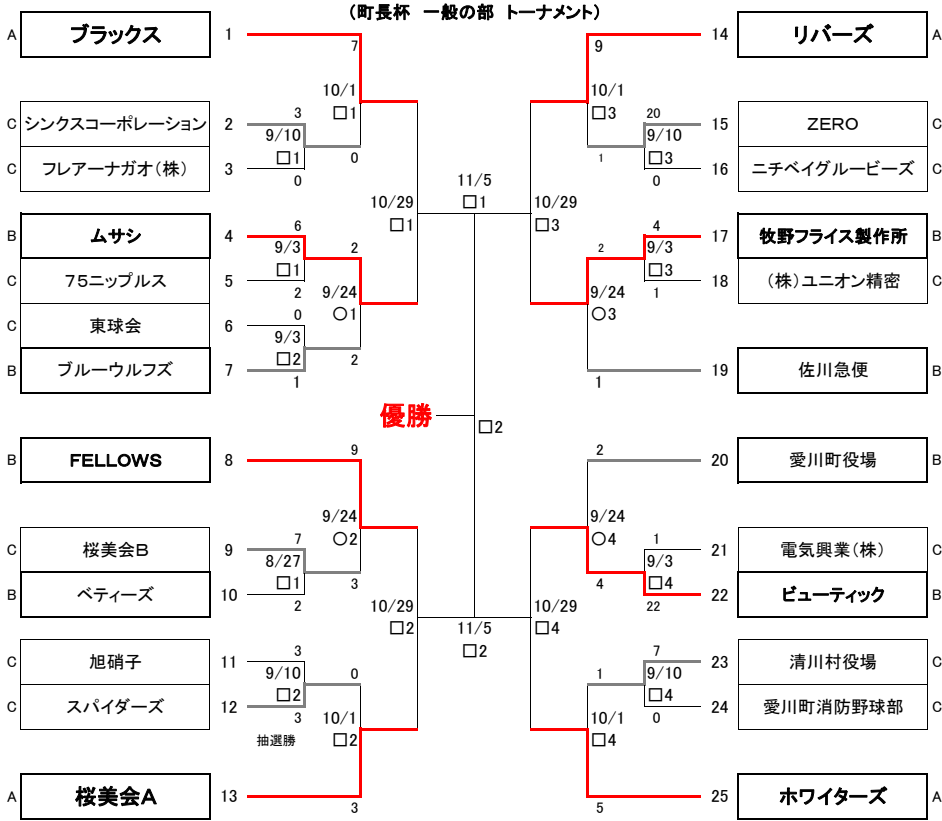 (町長杯 一般の部 トーナメント)
A ブラックス 1 7
10/1
□1
C シンクスコーポレーション 2 3
9/10
□1
0
C フレアーナガオ(株) 3 0
10/29
□1
B ムサシ 4 6 2
9/3
□1
C 75ニップルス 5 2
9/24
○1
C 東球会 6 0
9/3
□2
2
B ブルーウルフズ 7 1
11/5
□1
優勝
□2
B FELLOWS 8 9
9/24
○2
C 桜美会B 9 7
8/27
□1
3
B ペティーズ 10 2
10/29
□2
C 旭硝子 11 3
9/10
□2
0
C スパイダーズ 12 3
抽選勝
10/1
□2
A 桜美会A 13 3
11/5
□2
9 14 リバーズ A
10/1
□3
20 15 ZERO C
9/10
□3
1
0 16 ニチベイグルービーズ C
10/29
□3
2 4 17 牧野フライス製作所 B
9/3
□3
1 18 (株)ユニオン精密 C
9/24
○3
1 19 佐川急便 B
2 20 愛川町役場 B
9/24
○4
1 21 電気興業(株) C
9/3
□4
4
22 22 ビューティック B
10/29
□4
1 7 23 清川村役場 C
9/10
□4
0 24 愛川町消防野球部 C
10/1
□4
5 25 ホワイターズ A